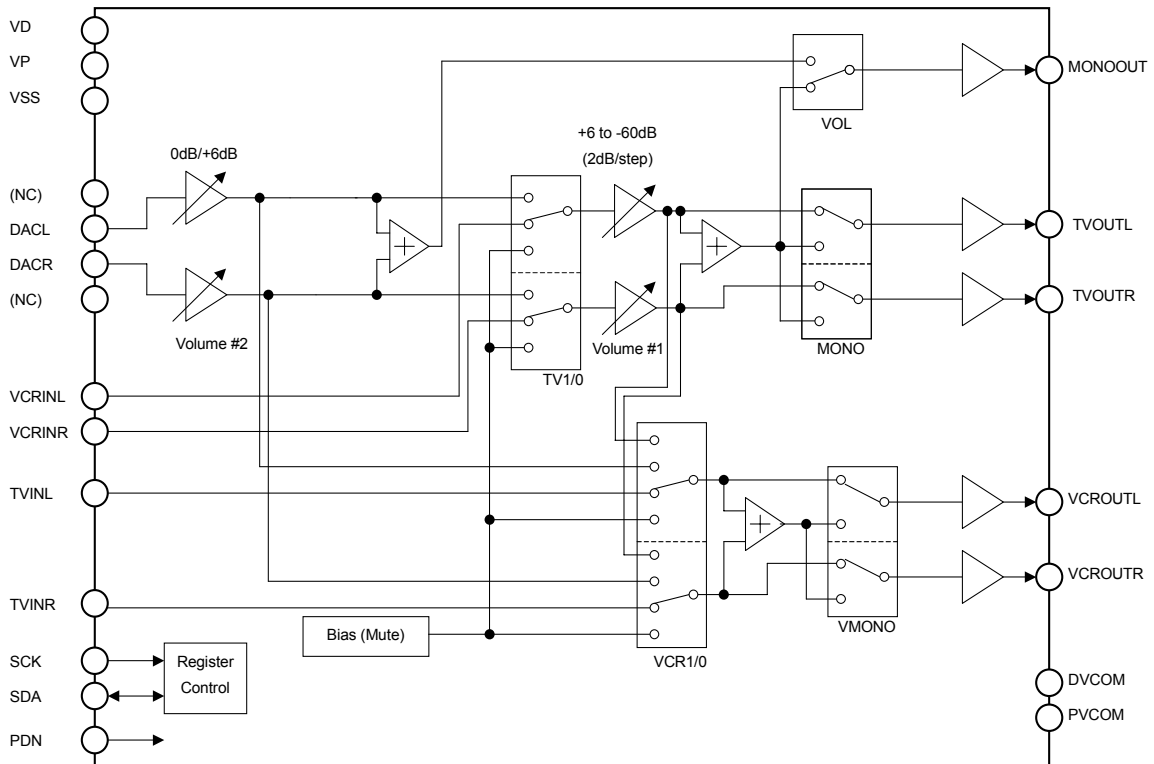 VD
VP
VSS
MONOOUT
VOL
0dB/+6dB
+6 to -60dB
(2dB/step)
(NC)
DACL
DACR
(NC)
TVOUTL
TVOUTR
Volume #2
Volume #1
MONO
TV1/0
VCRINL
VCRINR
TVINL
VCROUTL
VCROUTR
TVINR
VMONO
Bias (Mute)
VCR1/0
SCK
SDA
PDN
Register
Control
DVCOM
PVCOM